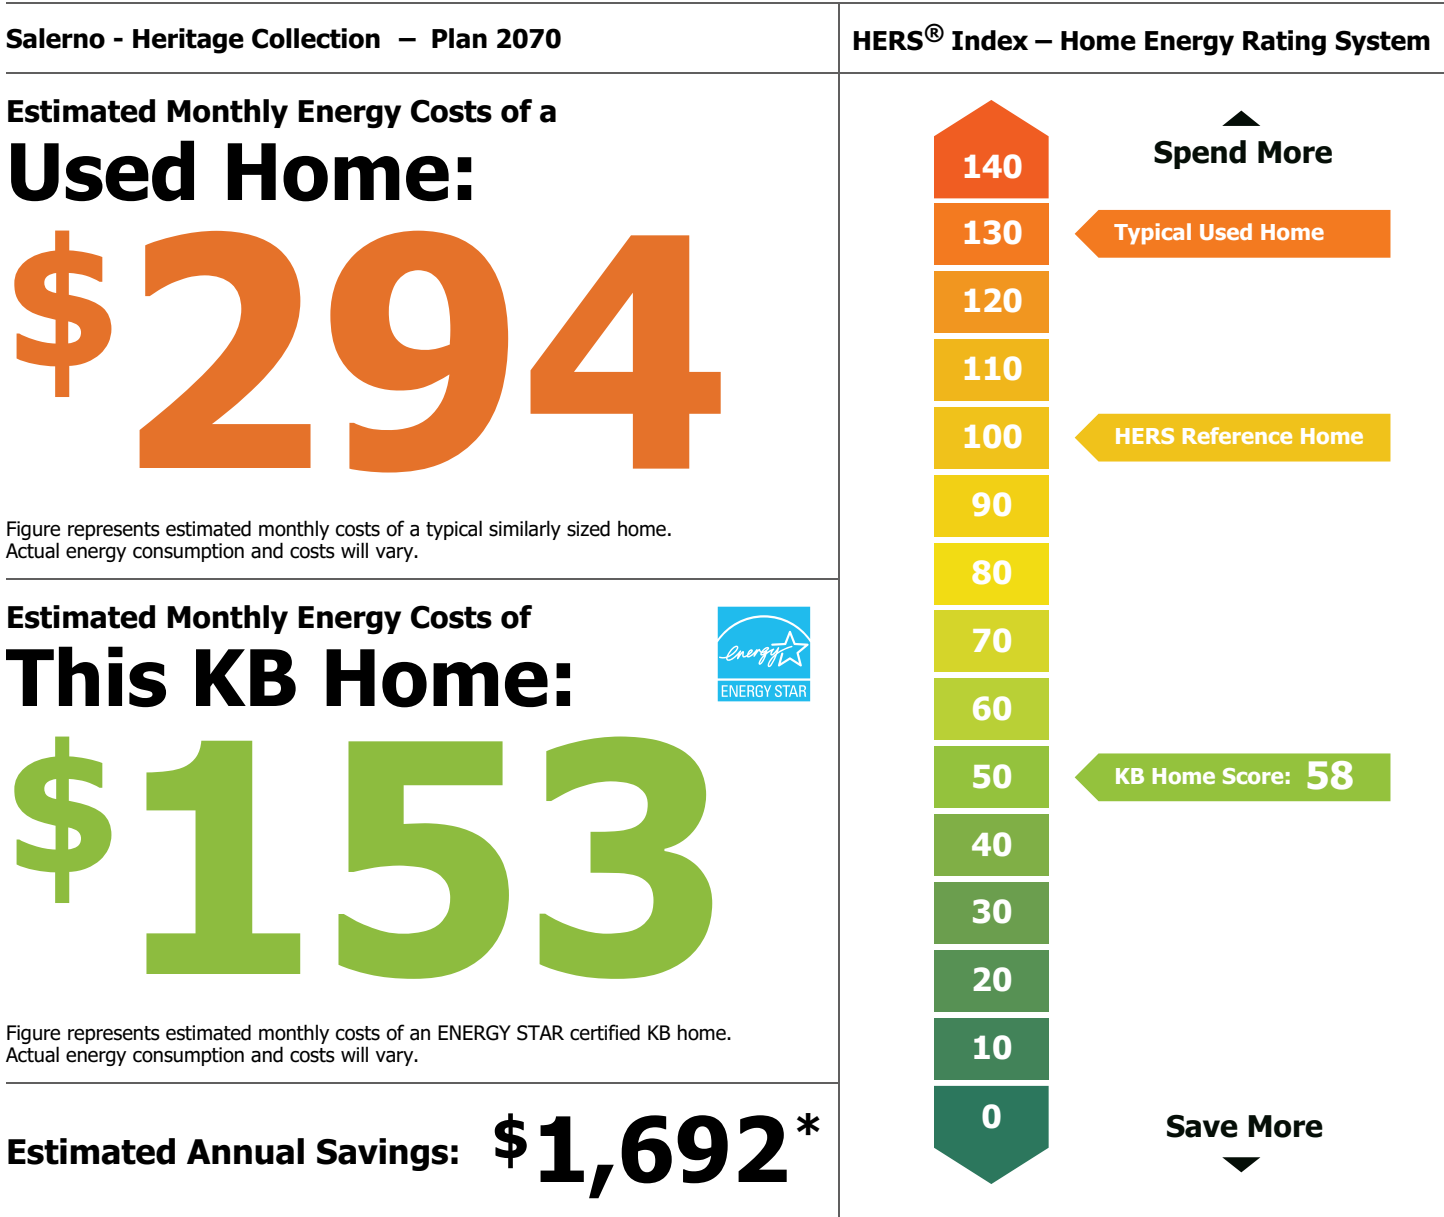 Salerno - Heritage Collection – Plan 2070
Estimated Monthly Energy Costs of a
Used Home:
$294
Figure represents estimated monthly costs of a typical similarly sized home.
Actual energy consumption and costs will vary.
Estimated Monthly Energy Costs of
This KB Home:
energy
ENERGY STAR
$153
Figure represents estimated monthly costs of an ENERGY STAR certified KB home.
Actual energy consumption and costs will vary.
Estimated Annual Savings: $1,692*
HERS® Index – Home Energy Rating System
Spend More
140
130 Typical Used Home
120
110
100 HERS Reference Home
90
80
70
60
50 KB Home Score: 58
40
30
20
10
0
Save More